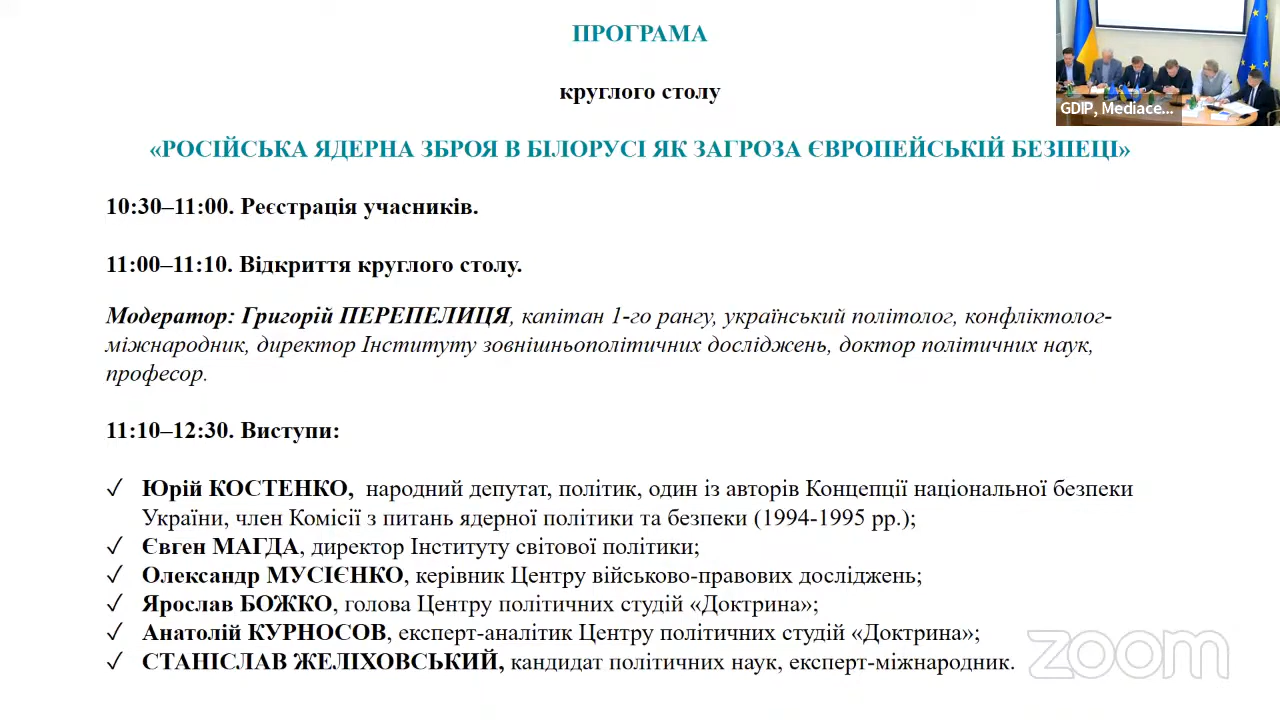 ПРОГРАМА
круглого столу
«РОСІЙСЬКА ЯДЕРНА ЗБРОЯ В БІЛОРУСІ ЯК ЗАГРОЗА ЄВРОПЕЙСЬКІЙ БЕЗПЕЦІ»
10:30–11:00. Реєстрація учасників.
11:00–11:10. Відкриття круглого столу.
Модератор: Григорій ПЕРЕПЕЛИЦЯ, капітан 1-го рангу, український політолог, конфліктолог-
міжнародник, директор Інституту зовнішньополітичних досліджень, доктор політичних наук,
професор.
11:10–12:30. Виступи:
✓ Юрій КОСТЕНКО, народний депутат, політик, один із авторів Концепції національної безпеки
України, член Комісії з питань ядерної політики та безпеки (1994-1995 рр.);
✓ Євген МАГДА, директор Інституту світової політики;
✓ Олександр МУСІЄНКО, керівник Центру військово-правових досліджень;
✓ Ярослав БОЖКО, голова Центру політичних студій «Доктрина»;
✓ Анатолій КУРНОСОВ, експерт-аналітик Центру політичних студій «Доктрина»;
✓ СТАНІСЛАВ ЖЕЛІХОВСЬКИЙ, кандидат політичних наук, експерт-міжнародник.
GDIP, Mediace...
zoom